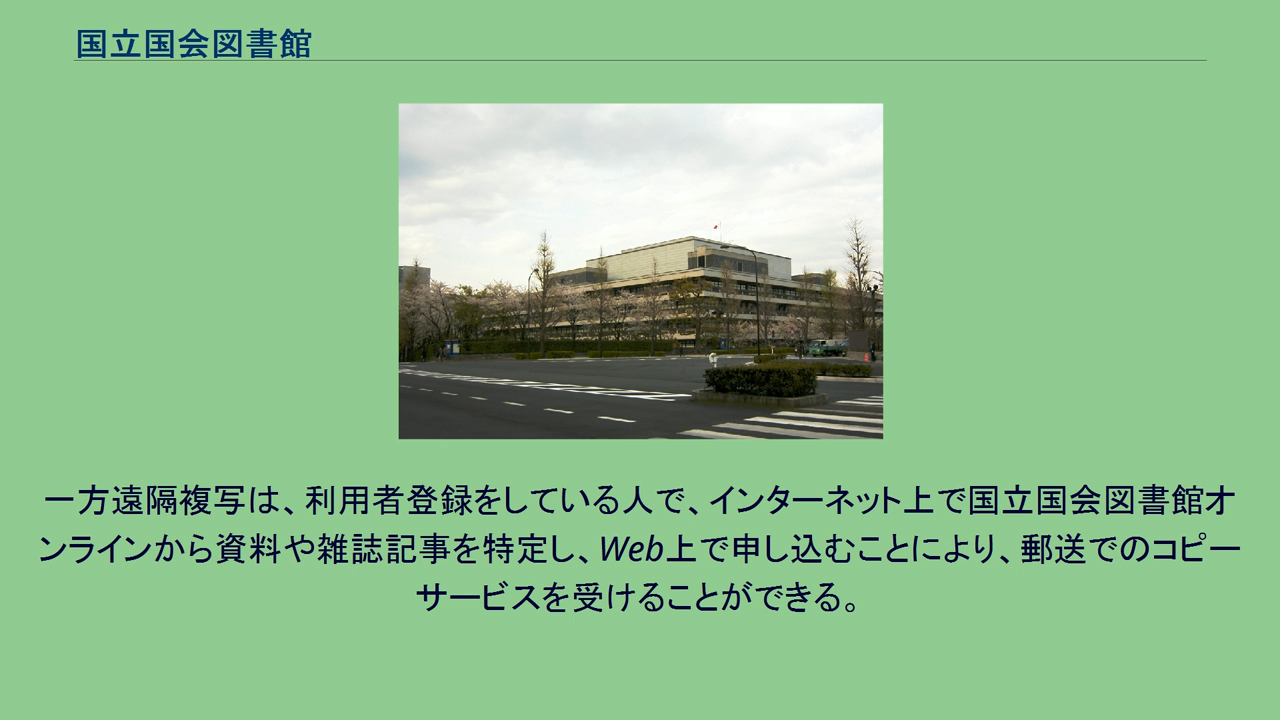 国立国会図書館
一方遠隔複写は、利用者登録をしている人で、インターネット上で国立国会図書館オ
ンラインから資料や雑誌記事を特定し、Web上で申し込むことにより、郵送でのコピー
サービスを受けることができる。